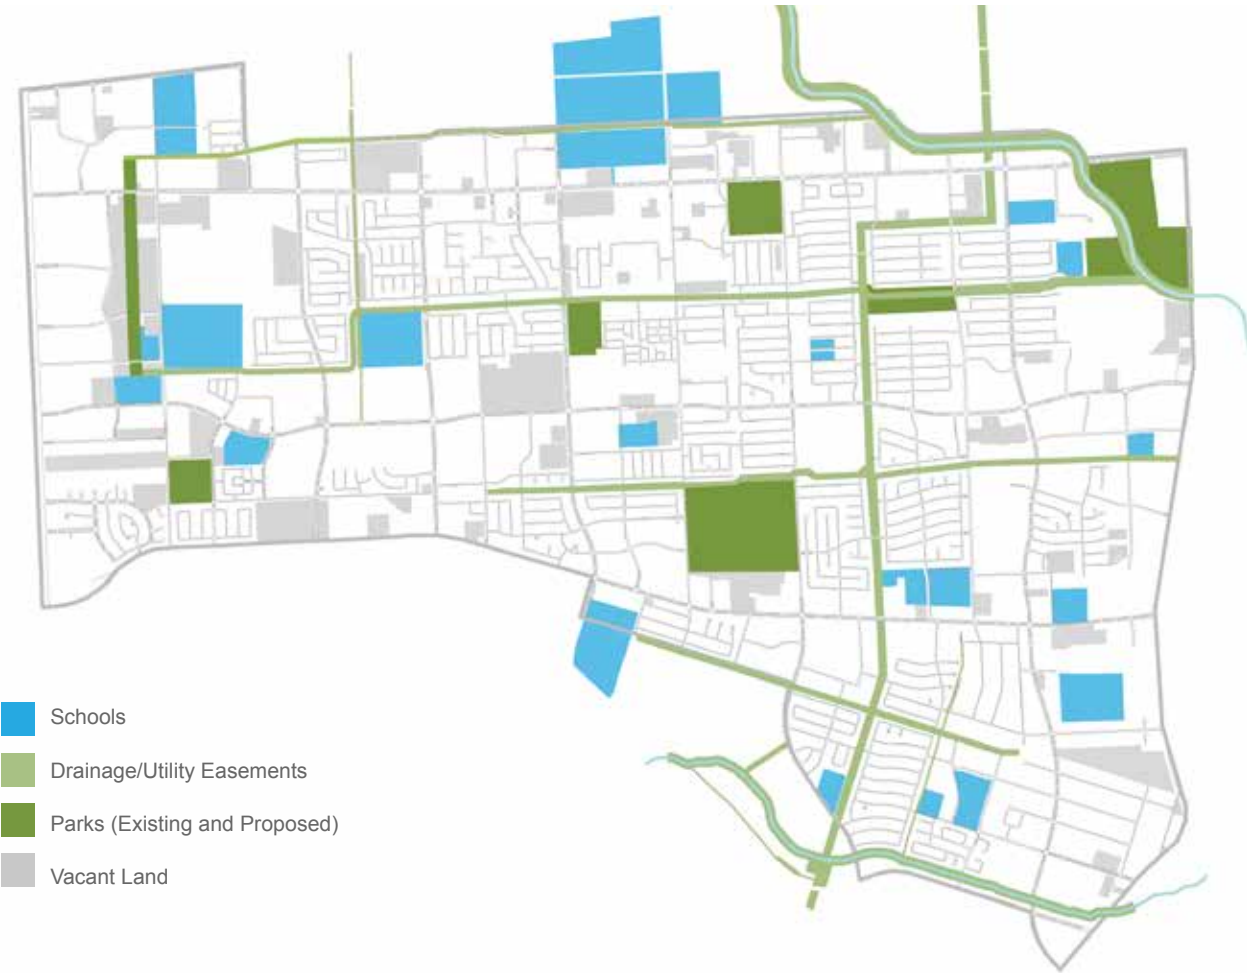 Schools
Drainage/Utility Easements
Parks (Existing and Proposed)
Vacant Land